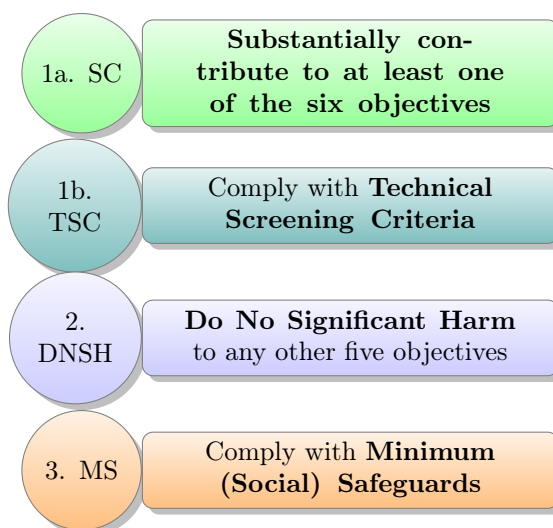 1a. SC
Substantially con-
tribute to at least one
of the six objectives
1b.
TSC
Comply with Technical
Screening Criteria
2.
DNSH
Do No Significant Harm
to any other five objectives
3. MS
Comply with Minimum
(Social) Safeguards